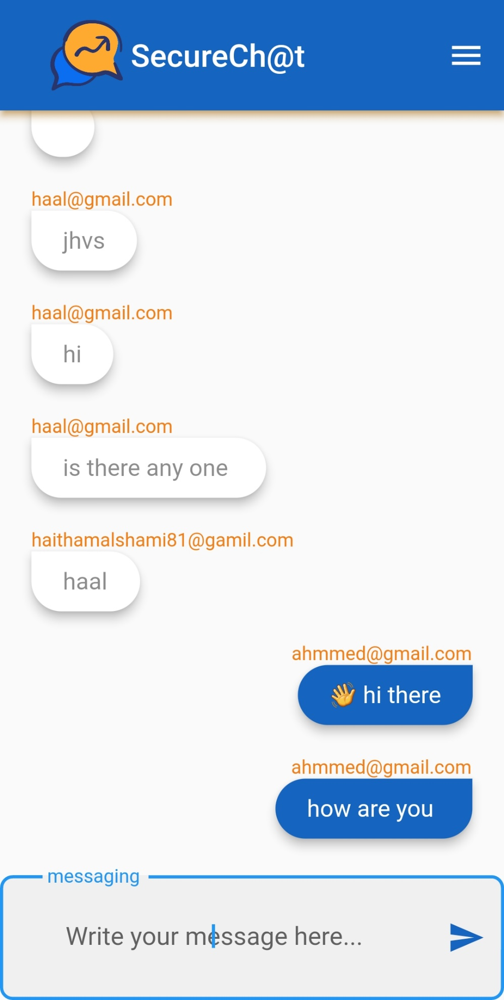 SecureCh@t
haal@gmail.com
jhvs
haal@gmail.com
hi
haal@gmail.com
is there any one
haithamalshami81@gamil.com
haal
ahmmed@gmail.com
👋 hi there
ahmmed@gmail.com
how are you
messaging
Write your message here...